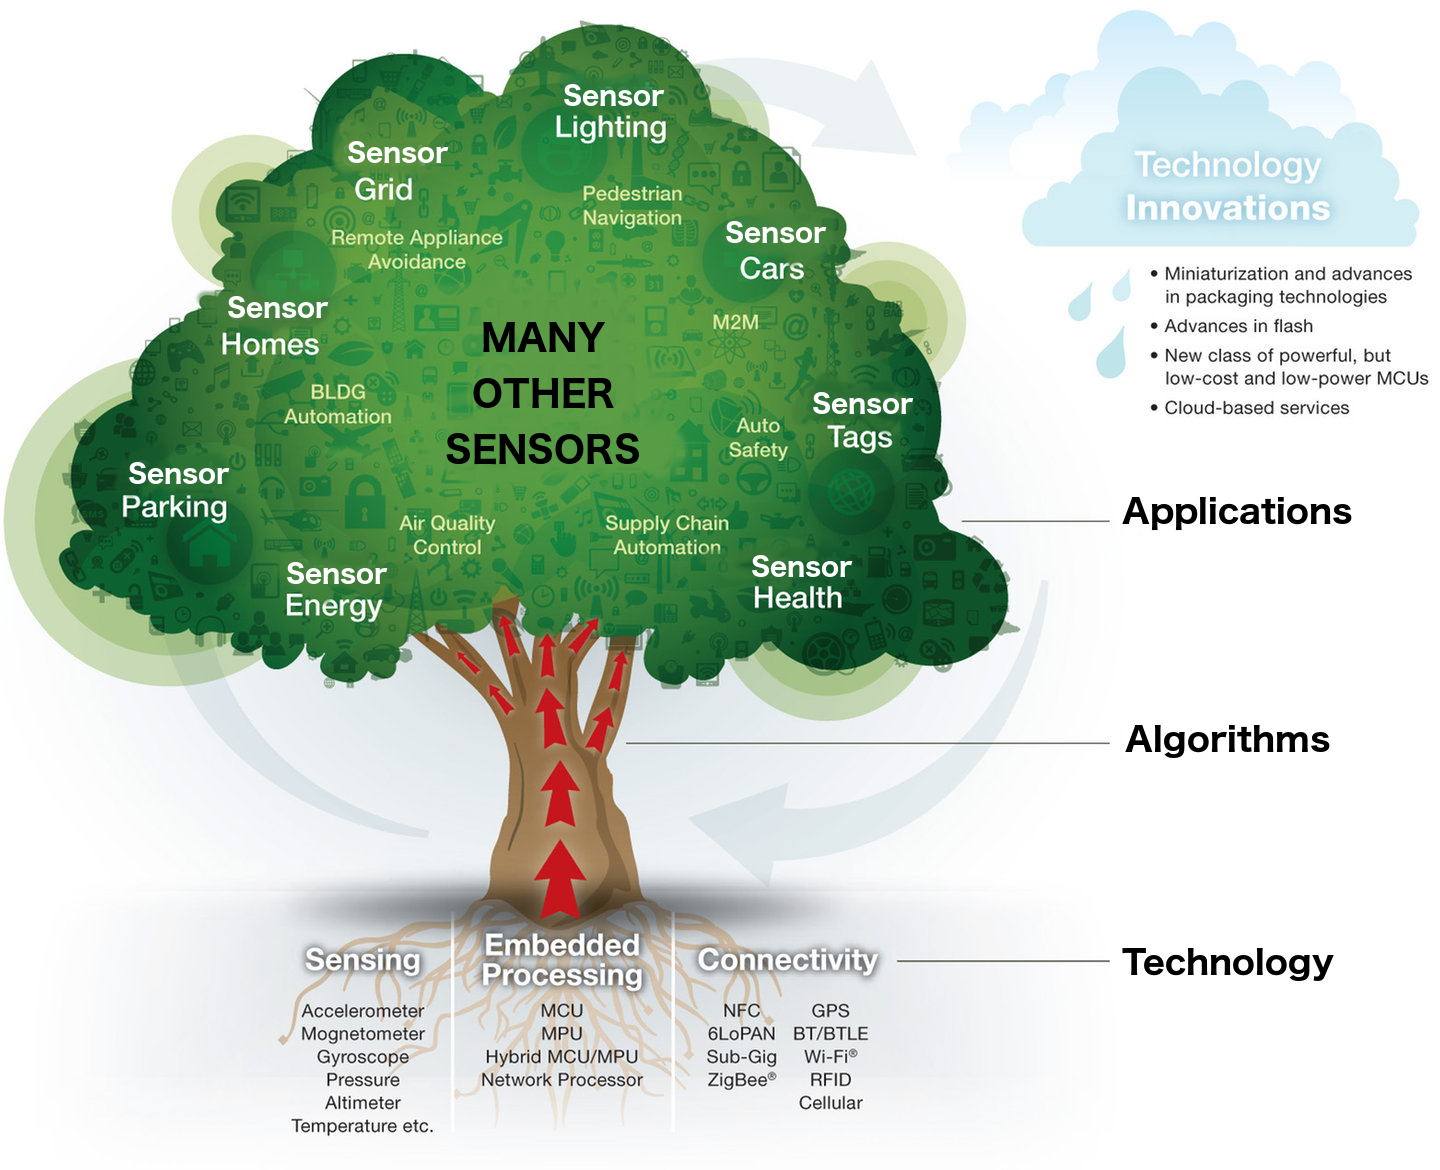 Sensor
Lighting
Sensor
Grid
Pedestrian
Navigation
Remote Appliance
Avoidance
Sensor
Cars
Sensor
Homes
M2M
MANY
OTHER
SENSORS
BLDG
Automation
Sensor
Tags
Auto
Safety
Sensor
Parking
Air Quality
Control
Supply Chain
Automation
Sensor
Energy
Sensor
Health
Technology
Innovations
• Miniaturization and advances
in packaging technologies
• Advances in flash
• New class of powerful, but
low-cost and low-power MCUs
• Cloud-based services
Applications
Algorithms
Technology
Sensing
Accelerometer
Mognetometer
Gyroscope
Pressure
Altimeter
Temperature etc.
Embedded
Processing
MCU
MPU
Hybrid MCU/MPU
Network Processor
Connectivity
NFC
6LoPAN
Sub-Gig
ZigBee®
GPS
BT/BTLE
Wi-Fi®
RFID
Cellular